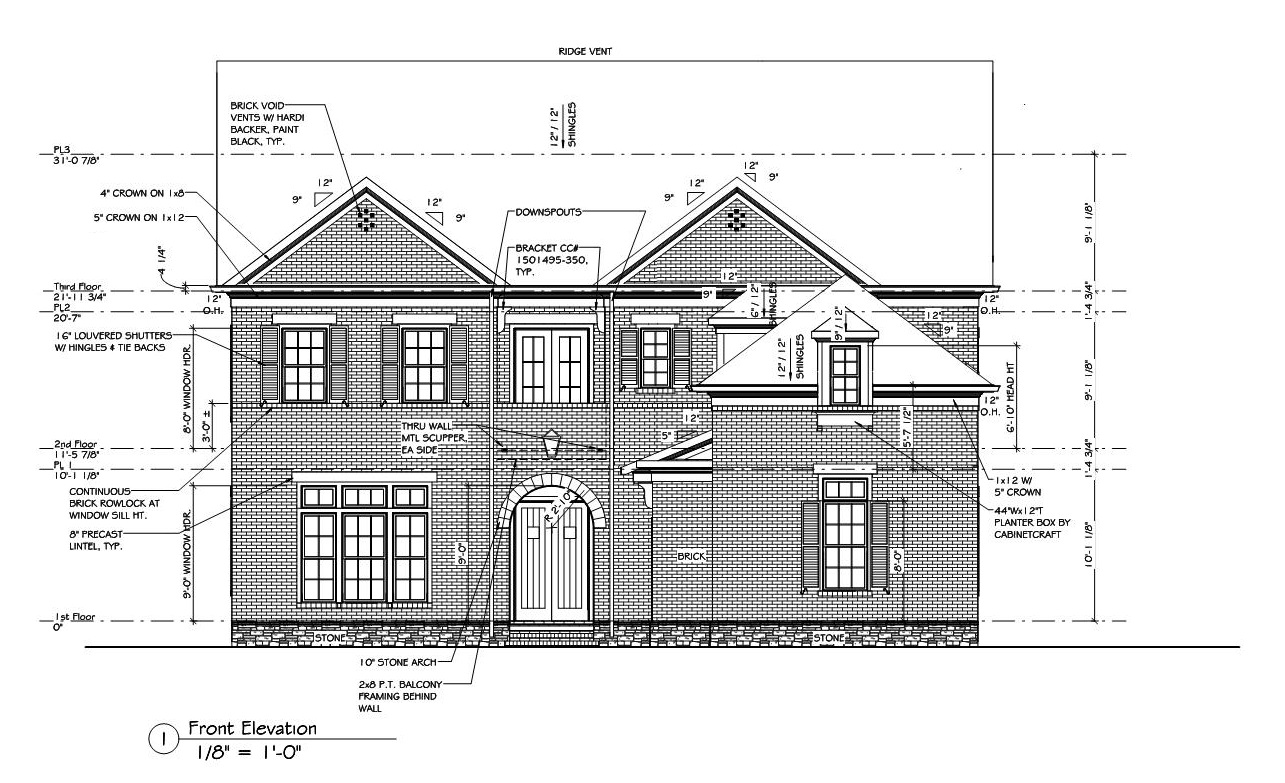 RIDGE VENT
BRICK VOID
VENTS W/ HARDI
BACKER, PAINT
BLACK, TYP.
12" / 12"
SHINGLES
PL3
31'-0 7/8"
4" CROWN ON 1x8
5" CROWN ON 1x12
12"
9"
12"
9"
12"
9"
12"
9"
DOWNSPOUTS
BRACKET CC#
1501495-350,
TYP.
9'-1 1/8"
4 1/4"
Third Floor
21'-11 3/4"
PL2
20'-7"
12"
O.H.
12"
9"
6" / 12"
SHINGLES
12"
O.H.
1'-4 3/4"
16" LOUVERED SHUTTERS
W/ HINGLES & TIE BACKS
8'-0" WINDOW HDR.
3'-0" ±
9" / 12"
12"
9"
12" / 12"
SHINGLES
6'-10" HEAD HT
9'-1 1/8"
12"
O.H.
5'-7 1/2"
THRU WALL
MTL SCUPPER,
EA SIDE
12"
5"
2nd Floor
11'-5 7/8"
PL 1
10'-1 1/8"
1'-4 3/4"
CONTINUOUS
BRICK ROWLOCK AT
WINDOW SILL HT.
8" PRECAST
LINTEL, TYP.
9'-0" WINDOW HDR.
9'-0"
R 2'-10"
BRICK
8'-0"
1x12 W/
5" CROWN
44"Wx12"T
PLANTER BOX BY
CABINETCRAFT
10'-1 1/8"
1st Floor
0"
STONE
STONE
10" STONE ARCH
2x8 P.T. BALCONY
FRAMING BEHIND
WALL
1
Front Elevation
1/8" = 1'-0"